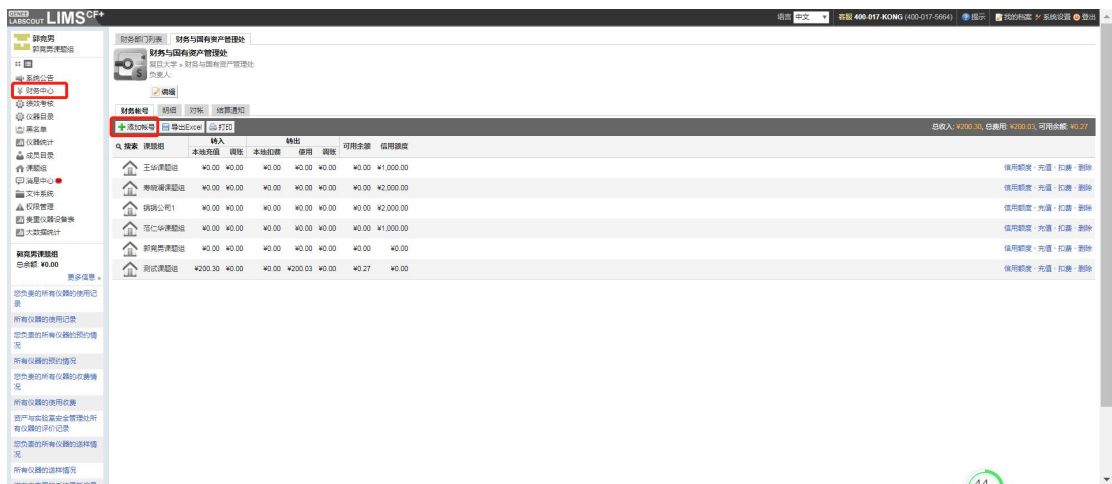 GENEE
LABSCOUT LIMS CF+
语言 中文 客服 400-017-KONG (400-017-5664) 提示 我的档案 系统设置 登出
郭竞男
郭竞男课题组
系统公告
¥ 财务中心
绩效考核
仪器目录
黑名单
仪器统计
成员目录
课题组
消息中心
文件系统
权限管理
贵重仪器设备表
大数据统计
郭竞男课题组
总余额: ¥0.00
更多信息 »
您负责的所有仪器的使用记
录
所有仪器的使用记录
您负责的所有仪器的预约情
况
所有仪器的预约情况
您负责的所有仪器的收费情
况
所有仪器的使用收费
资产与实验室安全管理处所
有仪器的评价记录
您负责的所有仪器的送样情
况
所有仪器的送样情况
财务部门列表 财务与国有资产管理处
财务与国有资产管理处
复旦大学 » 财务与国有资产管理处
负责人:
编辑
财务帐号 明细 对帐 结算通知
添加帐号 导出Excel 打印
总收入: ¥200.30, 总费用: ¥200.03, 可用余额: ¥0.27
搜索 课题组 转入 转出 可用余额 信用额度
本地充值 调账 本地扣费 使用 调账
王华课题组 ¥0.00 ¥0.00 ¥0.00 ¥0.00 ¥0.00 ¥0.00 ¥1,000.00 信用额度 · 充值 · 扣费 · 删除
寿晓澜课题组 ¥0.00 ¥0.00 ¥0.00 ¥0.00 ¥0.00 ¥0.00 ¥2,000.00 信用额度 · 充值 · 扣费 · 删除
锅锅公司1 ¥0.00 ¥0.00 ¥0.00 ¥0.00 ¥0.00 ¥0.00 ¥2,000.00 信用额度 · 充值 · 扣费 · 删除
范仁华课题组 ¥0.00 ¥0.00 ¥0.00 ¥0.00 ¥0.00 ¥0.00 ¥1,000.00 信用额度 · 充值 · 扣费 · 删除
郭竞男课题组 ¥0.00 ¥0.00 ¥0.00 ¥0.00 ¥0.00 ¥0.00 ¥0.00 信用额度 · 充值 · 扣费 · 删除
测试课题组 ¥200.30 ¥0.00 ¥0.00 ¥200.03 ¥0.00 ¥0.27 ¥0.00 信用额度 · 充值 · 扣费 · 删除
44